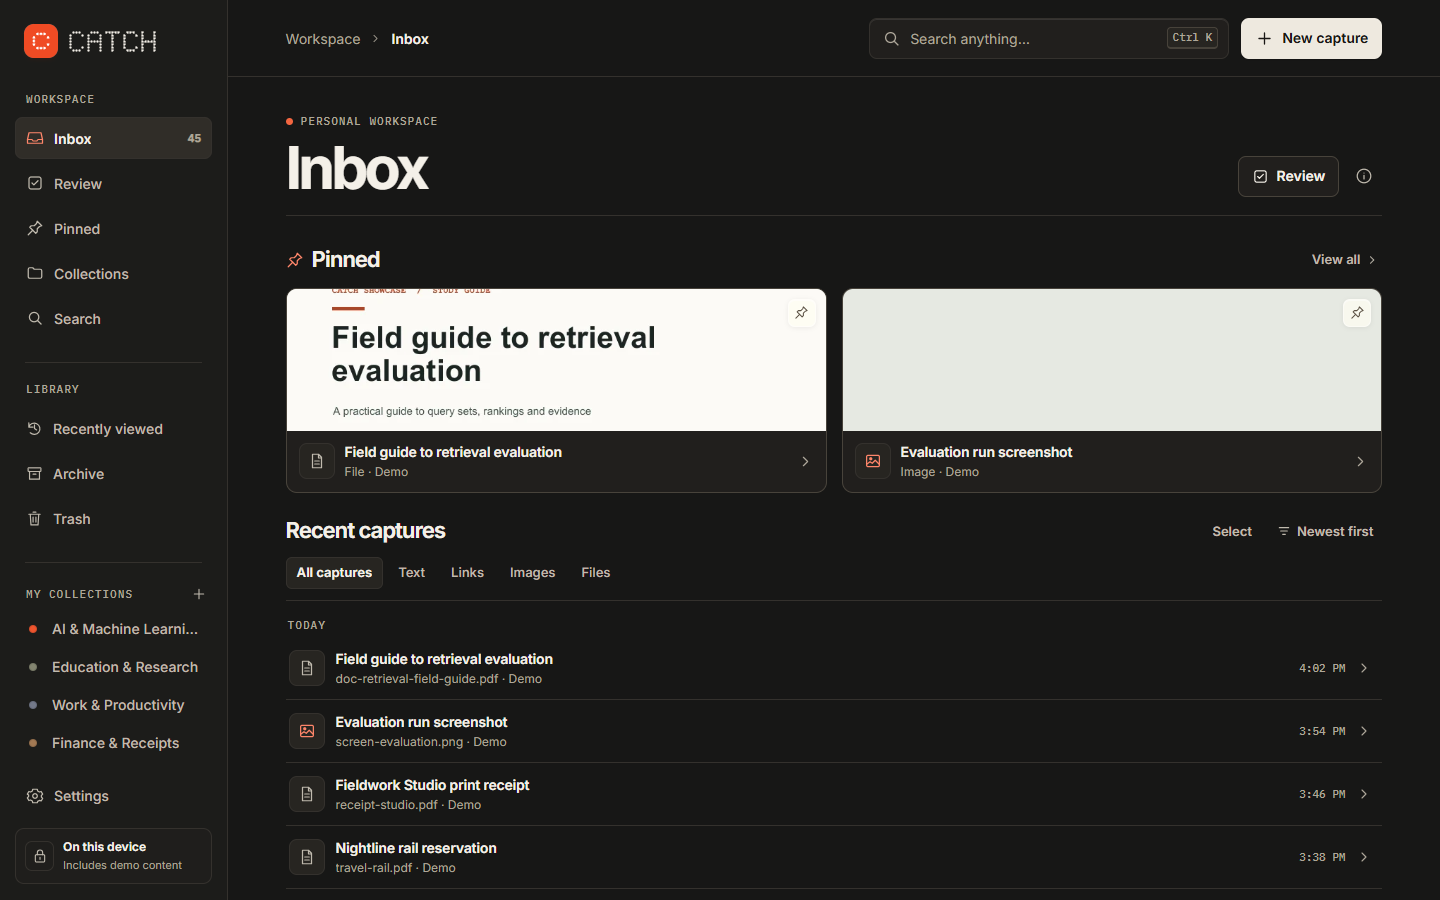 CATCH
WORKSPACE
Inbox 45
Review
Pinned
Collections
Search
LIBRARY
Recently viewed
Archive
Trash
MY COLLECTIONS
AI & Machine Learni...
Education & Research
Work & Productivity
Finance & Receipts
Settings
On this device
Includes demo content
Workspace > Inbox
Search anything... Ctrl K
New capture
PERSONAL WORKSPACE
Inbox
Review
Pinned
View all
CATCH SHOWCASE / STUDY GUIDE
Field guide to retrieval
evaluation
A practical guide to query sets, rankings and evidence
Field guide to retrieval evaluation
File · Demo
Evaluation run screenshot
Image · Demo
Recent captures
Select Newest first
All captures Text Links Images Files
TODAY
Field guide to retrieval evaluation
doc-retrieval-field-guide.pdf · Demo
4:02 PM
Evaluation run screenshot
screen-evaluation.png · Demo
3:54 PM
Fieldwork Studio print receipt
receipt-studio.pdf · Demo
3:46 PM
Nightline rail reservation
travel-rail.pdf · Demo
3:38 PM